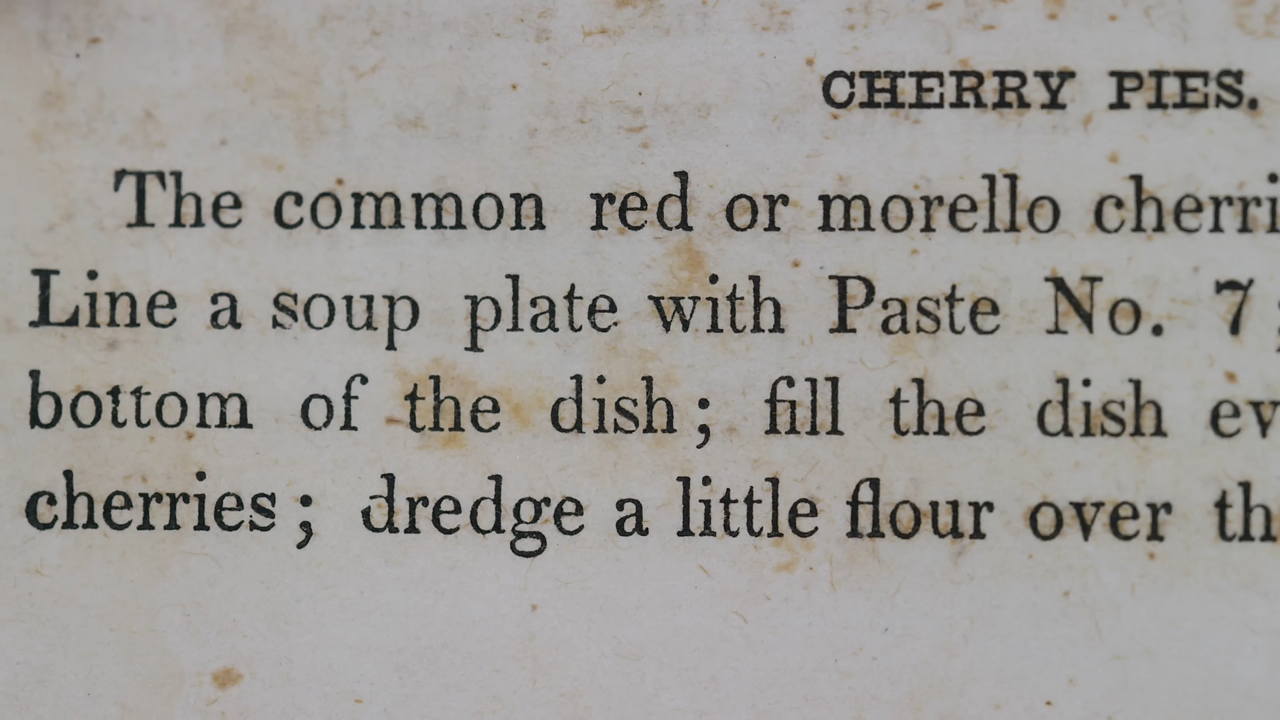 CHERRY PIES.
The common red or morello cherri
Line a soup plate with Paste No. 7
bottom of the dish; fill the dish ev
cherries; dredge a little flour over th